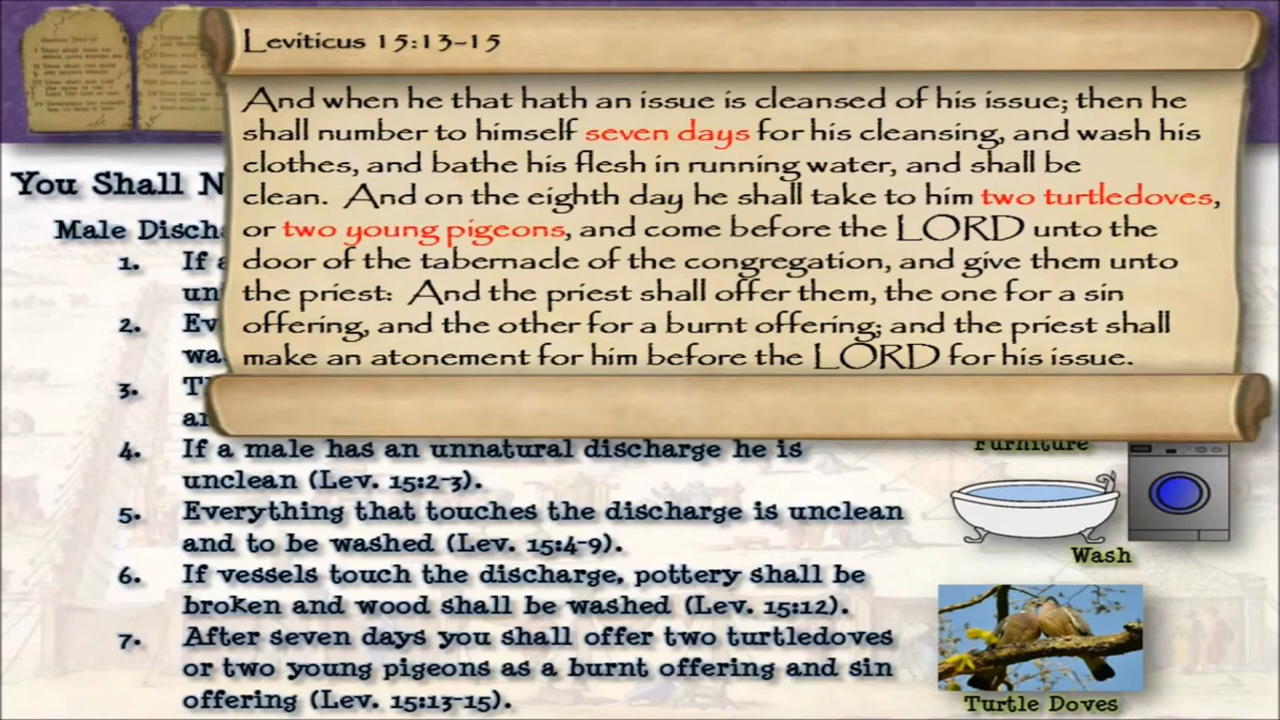 Leviticus 15:13-15
And when he that hath an issue is cleansed of his issue; then he
shall number to himself seven days for his cleansing, and wash his
clothes, and bathe his flesh in running water, and shall be
clean. And on the eighth day he shall take to him two turtledoves,
or two young pigeons, and come before the LORD unto the
door of the tabernacle of the congregation, and give them unto
the priest: And the priest shall offer them, the one for a sin
offering, and the other for a burnt offering; and the priest shall
make an atonement for him before the LORD for his issue.
You Shall N
Male Disch
1. If
un
2. Ev
wa
3. Th
an
4. If a male has an unnatural discharge he is
unclean (Lev. 15:2-3).
5. Everything that touches the discharge is unclean
and to be washed (Lev. 15:4-9).
6. If vessels touch the discharge, pottery shall be
broken and wood shall be washed (Lev. 15:12).
7. After seven days you shall offer two turtledoves
or two young pigeons as a burnt offering and sin
offering (Lev. 15:13-15).
Furniture
Wash
Turtle Doves